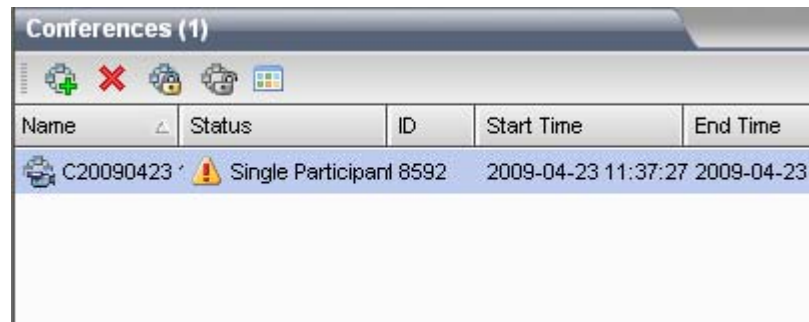 Conferences (1)
Name Status ID Start Time End Time
C20090423 Single Participant 8592 2009-04-23 11:37:27 2009-04-23